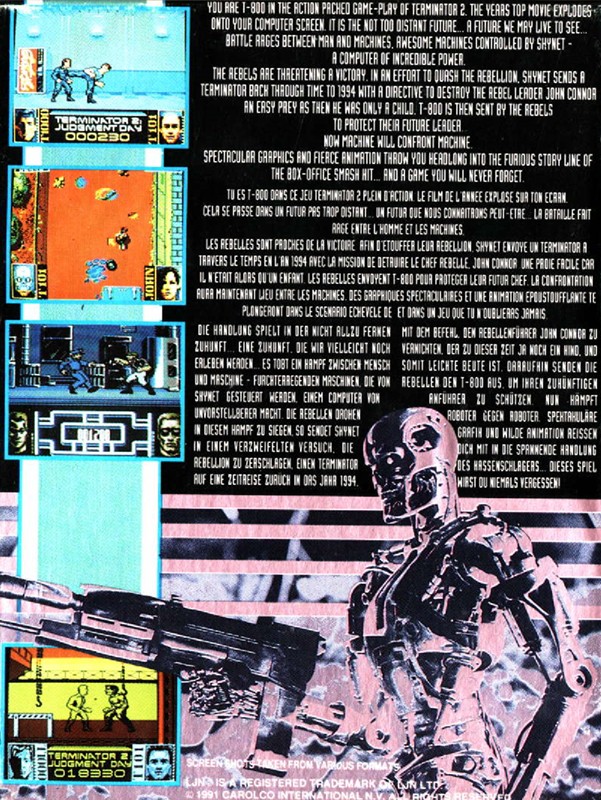 YOU ARE T-800 IN THE ACTION PACKED GAME-PLAY OF TERMINATOR 2. THE YEARS TOP MOVIE EXPLODES
ONTO YOUR COMPUTER SCREEN. IT IS THE NOT TOO DISTANT FUTURE... A FUTURE WE MAY LIVE TO SEE...
BATTLE RAGES BETWEEN MAN AND MACHINES, AWESOME MACHINES CONTROLLED BY SKYNET -
A COMPUTER OF INCREDIBLE POWER.
THE REBELS ARE THREATENING A VICTORY. IN AN EFFORT TO QUASH THE REBELLION, SKYNET SENDS A
TERMINATOR BACK THROUGH TIME TO 1994 WITH A DIRECTIVE TO DESTROY THE REBEL LEADER JOHN CONNOR
AN EASY PREY AS THEN HE WAS ONLY A CHILD. T-800 IS THEN SENT BY THE REBELS
TO PROTECT THEIR FUTURE LEADER...
NOW MACHINE WILL CONFRONT MACHINE.
SPECTACULAR GRAPHICS AND FIERCE ANIMATION THROW YOU HEADLONG INTO THE FURIOUS STORY LINE OF
THE BOX-OFFICE SMASH HIT... AND A GAME YOU WILL NEVER FORGET.
TU ES T-800 DANS CE JEU TERMINATOR 2 PLEIN D'ACTION. LE FILM DE L'ANNEE EXPLOSE SUR TON ECRAN.
CELA SE PASSE DANS UN FUTUR PAS TROP DISTANT... UN FUTUR QUE NOUS CONNAITRONS PEUT-ETRE... LA BATAILLE FAIT
RAGE ENTRE L'HOMME ET LES MACHINES.
LES REBELLES SONT PROCHES DE LA VICTOIRE. AFIN D'ETOUFFER LEUR REBELLION, SKYNET ENVOYE UN TERMINATOR A
TRAVERS LE TEMPS EN L'AN 1994 AVEC LA MISSION DE DETRUIRE LE CHEF REBELLE, JOHN CONNOR UNE PROIE FACILE CAR
IL N'ETAIT ALORS QU'UN ENFANT. LES REBELLES ENVOYENT T-800 POUR PROTEGER LEUR FUTUR CHEF. LA CONFRONTATION
AURA MAINTENANT LIEU ENTRE LES MACHINES. DES GRAPHIQUES SPECTACULAIRES ET UNE ANIMATION EPOUSTOUFLANTE TE
PLONGERONT DANS LE SCENARIO ECHEVELE DE ET DANS UN JEU QUE TU N'OUBLIERAS JAMAIS.
DIE HANDLUNG SPIELT IN DER NICHT ALLZU FERNEN
ZUKUNFT... EINE ZUKUNFT, DIE WIR VIELLEICHT NOCH
ERLEBEN WERDEN... ES TOBT EIN KAMPF ZWISCHEN MENSCH
UND MASCHINE - FURCHTERREGENDEN MASCHINEN, DIE VON
SKYNET GESTEUERT WERDEN, EINEM COMPUTER VON
UNVORSTELLBARER MACHT. DIE REBELLEN DROHEN
IN DIESEM KAMPF ZU SIEGEN, SO SENDET SKYNET
IN EINEM VERZWEIFELTEN VERSUCH, DIE
REBELLION ZU ZERSCHLAGEN, EINEN TERMINATOR
AUF EINE ZEITREISE ZURÜCK IN DAS JAHR 1994,
MIT DEM BEFEHL, DEN REBELLENFÜHRER JOHN CONNOR ZU
VERNICHTEN, DER ZU DIESER ZEIT JA NOCH EIN KIND, UND
SOMIT LEICHTE BEUTE IST. DARAUFHIN SENDEN DIE
REBELLEN DEN T-800 AUS, UM IHREN ZUKÜNFTIGEN
ANFÜHRER ZU SCHÜTZEN. NUN KÄMPFT
ROBOTER GEGEN ROBOTER. SPEKTAKULÄRE
GRAFIK UND WILDE ANIMATION REISSEN
DICH MIT IN DIE SPANNENDE HANDLUNG
DES KASSENSCHLAGERS... DIESES SPIEL
WIRST DU NIEMALS VERGESSEN!
TERMINATOR 2:
JUDGMENT DAY
000230
JOHN
TERMINATOR 2
JUDGMENT DAY
018330
SCREEN SHOTS TAKEN FROM VARIOUS FORMATS
LJN® IS A REGISTERED TRADEMARK OF LJN LTD.
© 1991 CAROLCO INTERNATIONAL N.V. ALL RIGHTS RESERVED